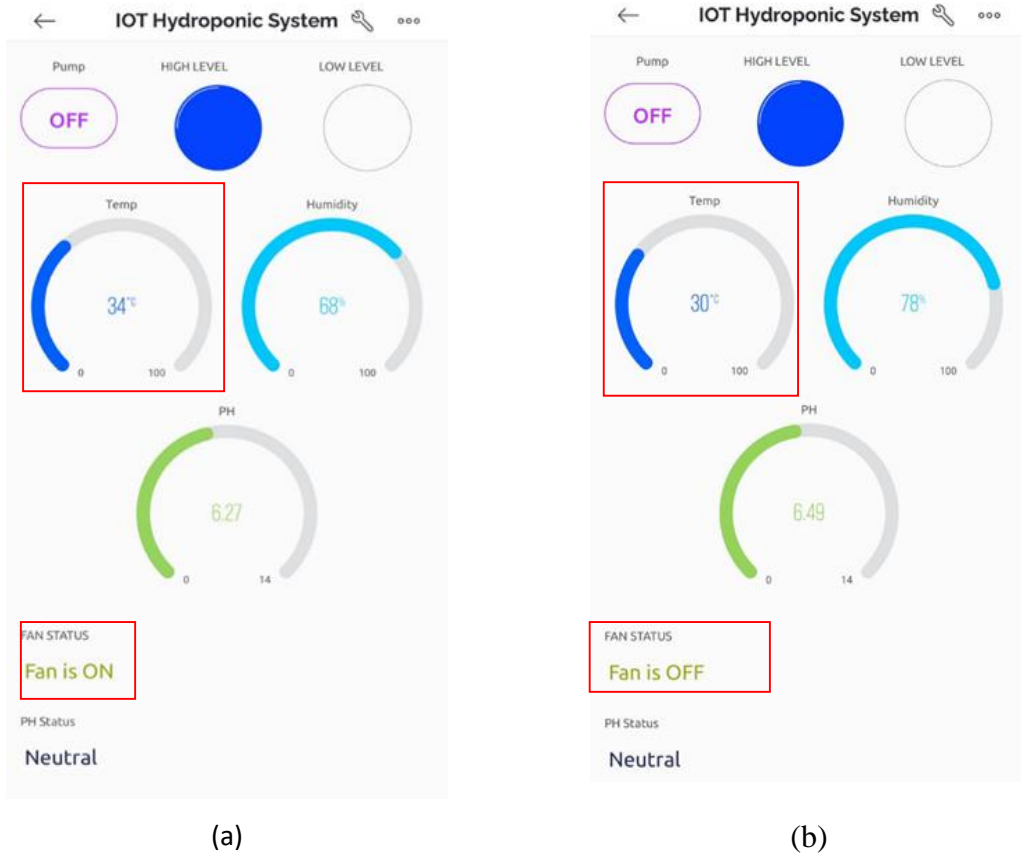 IOT Hydroponic System
Pump HIGH LEVEL LOW LEVEL
OFF
Temp Humidity
34°C 68%
0 100 0 100
PH
6.27
0 14
FAN STATUS
Fan is ON
PH Status
Neutral
(a)
IOT Hydroponic System
Pump HIGH LEVEL LOW LEVEL
OFF
Temp Humidity
30°C 78%
0 100 0 100
PH
6.49
0 14
FAN STATUS
Fan is OFF
PH Status
Neutral
(b)